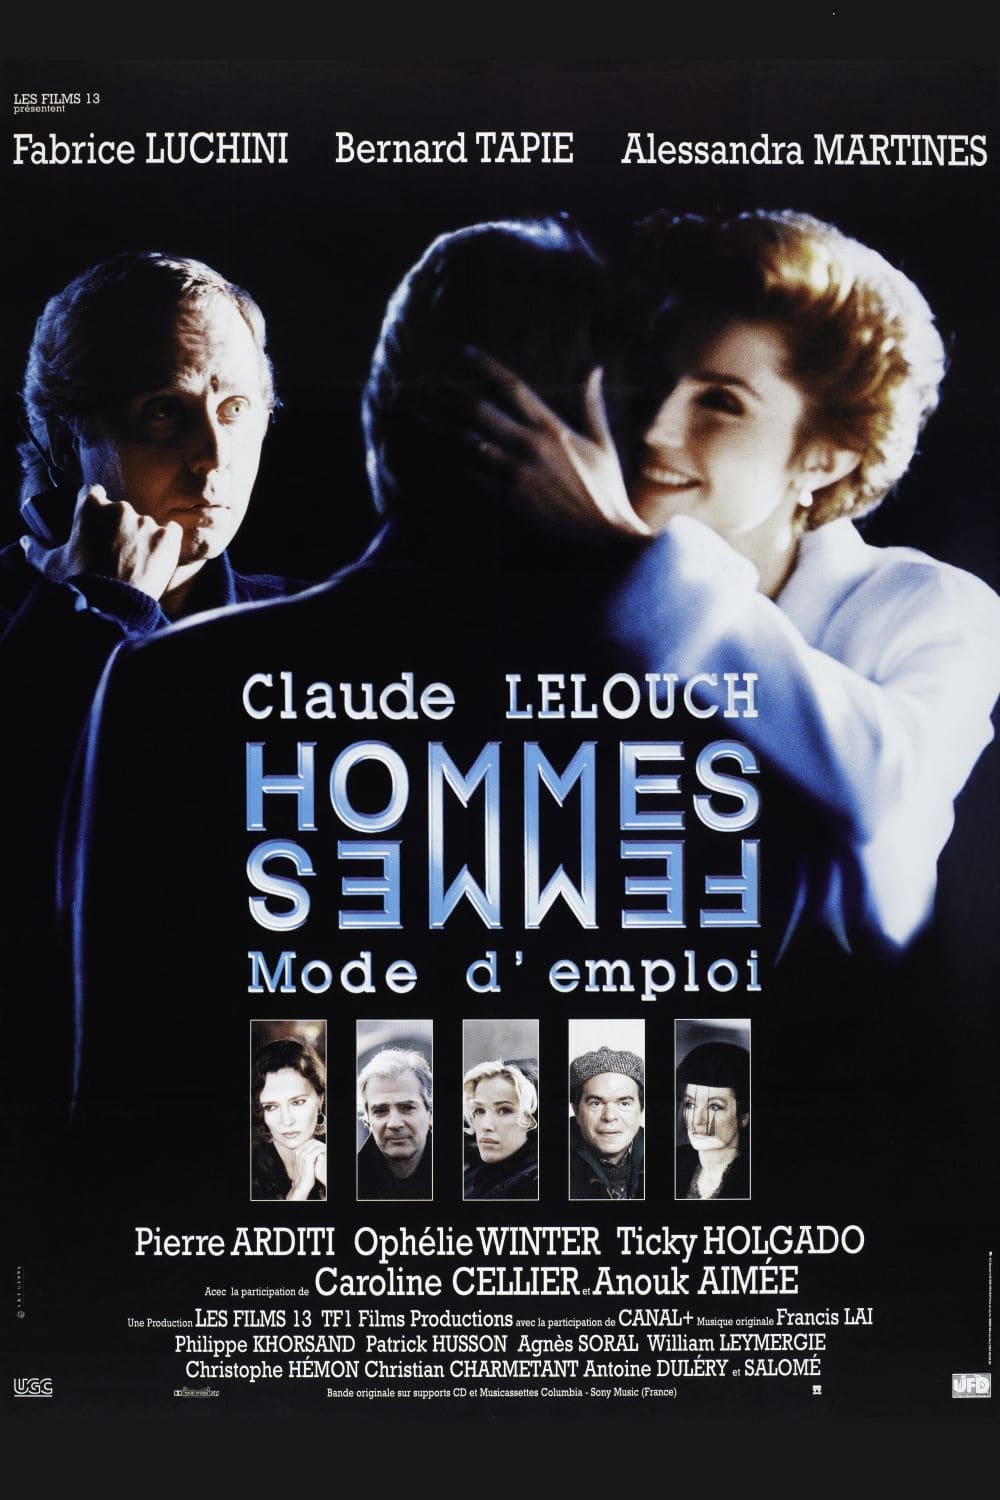 LES FILMS 13
présentent
Fabrice LUCHINI Bernard TAPIE Alessandra MARTINES
Claude LELOUCH
HOMMES
FEMMES
Mode d'emploi
Pierre ARDITI Ophélie WINTER Ticky HOLGADO
Avec la participation de Caroline CELLIER et Anouk AIMÉE
Une Production LES FILMS 13 TF1 Films Productions avec la participation de CANAL+ Musique originale Francis LAI
Philippe KHORSAND Patrick HUSSON Agnès SORAL William LEYMERGIE
Christophe HÉMON Christian CHARMETANT Antoine DULÉRY et SALOMÉ
UGC
Bande originale sur supports CD et Musicassettes Columbia - Sony Music (France)
UFD